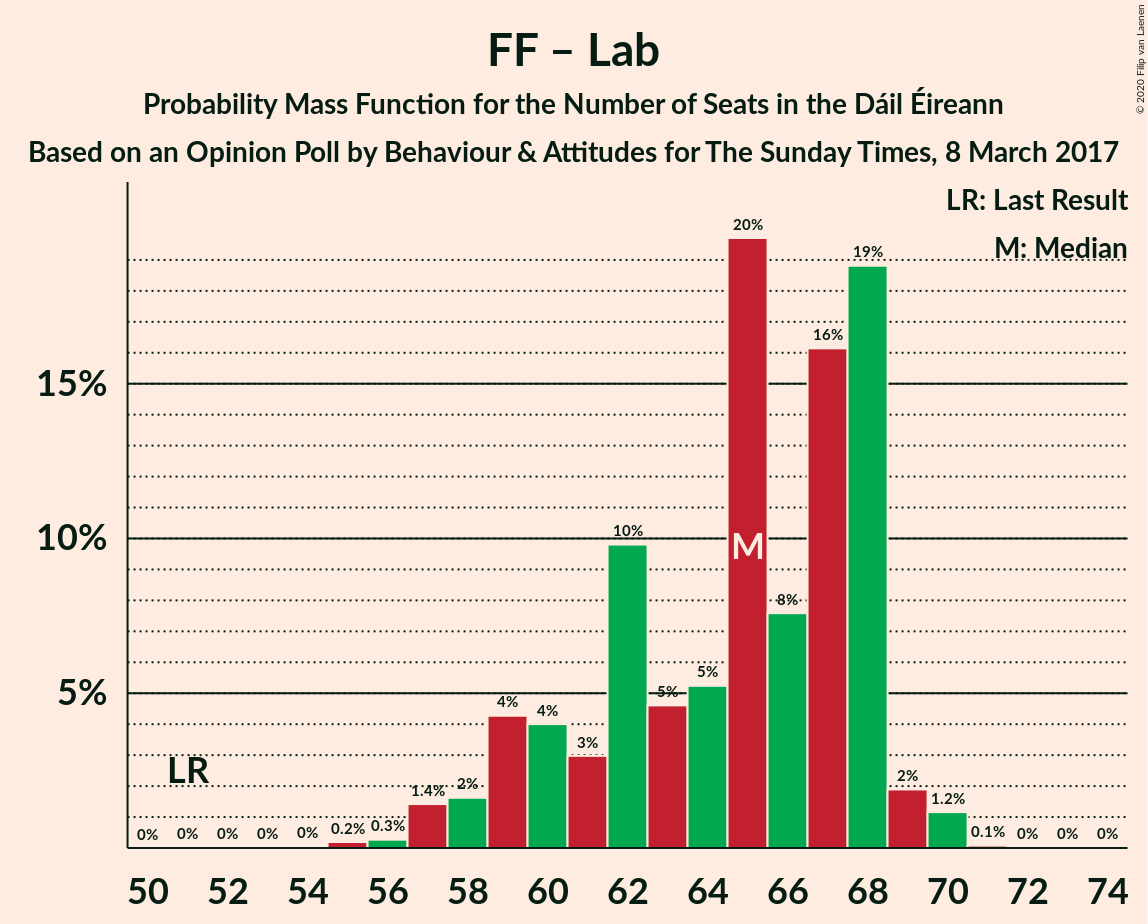 FF – Lab
Probability Mass Function for the Number of Seats in the Dáil Éireann
Based on an Opinion Poll by Behaviour & Attitudes for The Sunday Times, 8 March 2017
© 2020 Filip van Laenen
LR: Last Result
M: Median
20%
19%
16%
15%
10%
10%
M
8%
5%
5%
5%
4%
4%
3%
LR
2%
2%
1.4%
1.2%
0% 0% 0% 0% 0% 0.2% 0.3% 0.1% 0% 0% 0%
50 52 54 56 58 60 62 64 66 68 70 72 74